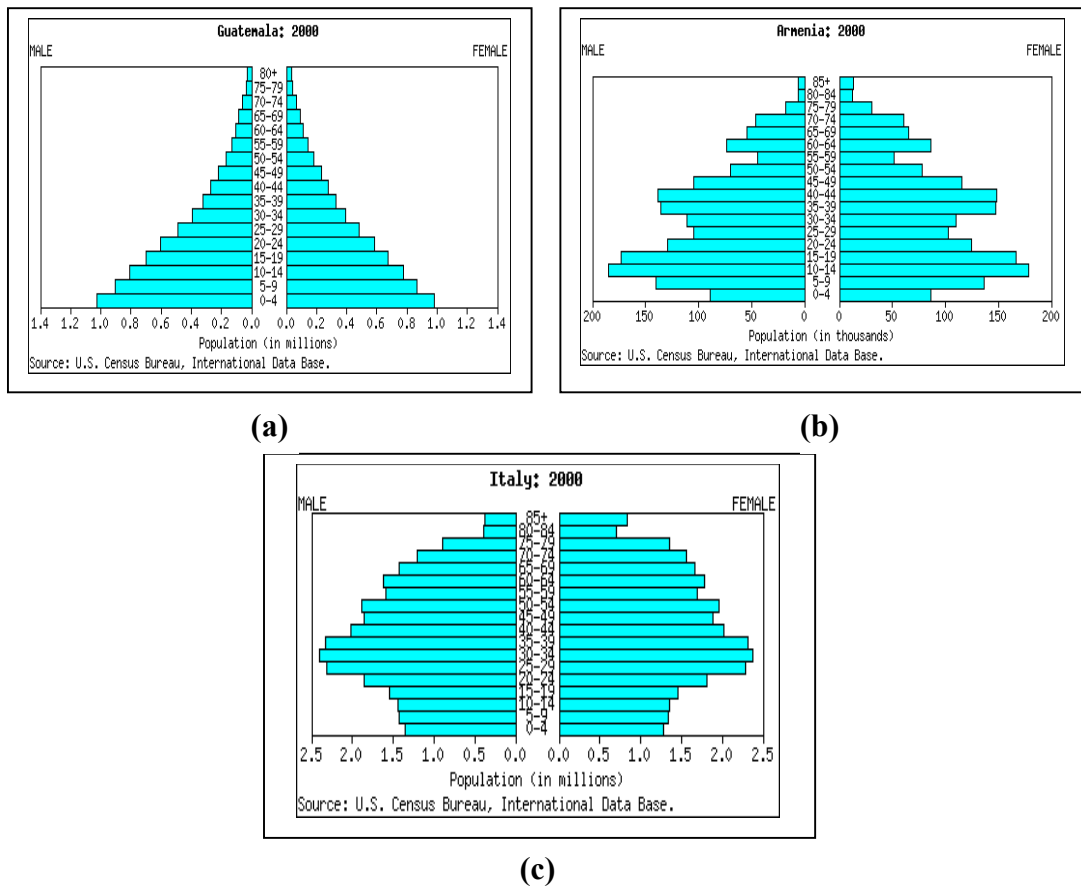 Guatemala: 2000
MALE FEMALE
80+
75-79
70-74
65-69
60-64
55-59
50-54
45-49
40-44
35-39
30-34
25-29
20-24
15-19
10-14
5-9
0-4
1.4 1.2 1.0 0.8 0.6 0.4 0.2 0.0 0.0 0.2 0.4 0.6 0.8 1.0 1.2 1.4
Population (in millions)
Source: U.S. Census Bureau, International Data Base.
(a)
Armenia: 2000
MALE FEMALE
85+
80-84
75-79
70-74
65-69
60-64
55-59
50-54
45-49
40-44
35-39
30-34
25-29
20-24
15-19
10-14
5-9
0-4
200 150 100 50 0 0 50 100 150 200
Population (in thousands)
Source: U.S. Census Bureau, International Data Base.
(b)
Italy: 2000
MALE FEMALE
85+
80-84
75-79
70-74
65-69
60-64
55-59
50-54
45-49
40-44
35-39
30-34
25-29
20-24
15-19
10-14
5-9
0-4
2.5 2.0 1.5 1.0 0.5 0.0 0.0 0.5 1.0 1.5 2.0 2.5
Population (in millions)
Source: U.S. Census Bureau, International Data Base.
(c)